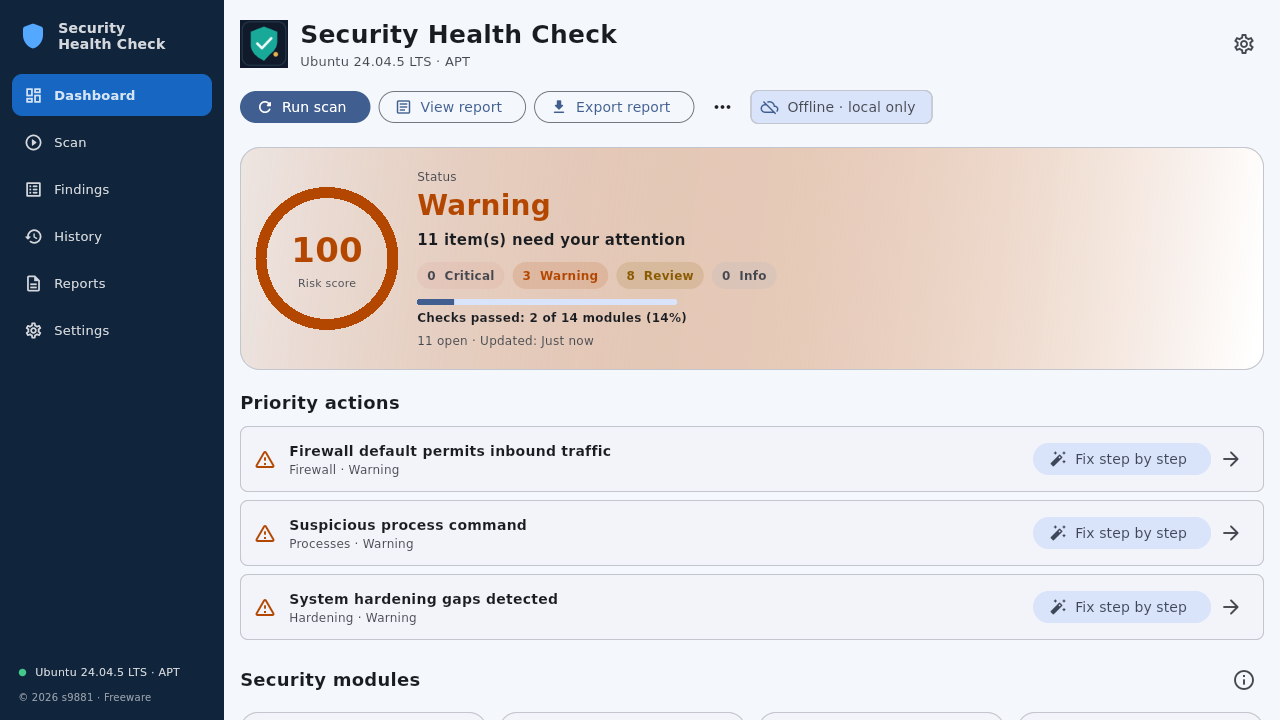 Security
Health Check
Dashboard
Scan
Findings
History
Reports
Settings
Ubuntu 24.04.5 LTS · APT
© 2026 s9881 · Freeware
Security Health Check
Ubuntu 24.04.5 LTS · APT
Run scan
View report
Export report
Offline · local only
Status
Warning
11 item(s) need your attention
100
Risk score
0 Critical
3 Warning
8 Review
0 Info
Checks passed: 2 of 14 modules (14%)
11 open · Updated: Just now
Priority actions
Firewall default permits inbound traffic
Firewall · Warning
Fix step by step
Suspicious process command
Processes · Warning
Fix step by step
System hardening gaps detected
Hardening · Warning
Fix step by step
Security modules